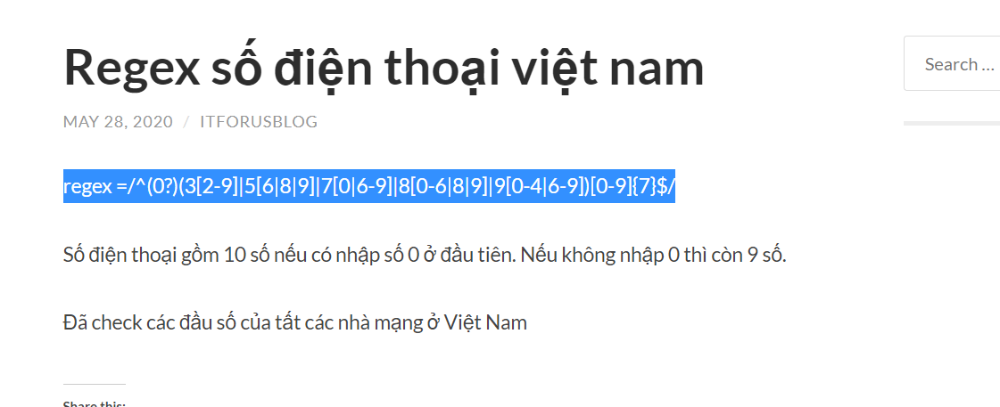 Regex số điện thoại việt nam
Search ...
MAY 28, 2020 / ITFORUSBLOG
regex =/^(0?)(3[2-9]|5[6|8|9]|7[0|6-9]|8[0-6|8|9]|9[0-4|6-9])[0-9]{7}$/
Số điện thoại gồm 10 số nếu có nhập số 0 ở đầu tiên. Nếu không nhập 0 thì còn 9 số.
Đã check các đầu số của tất các nhà mạng ở Việt Nam
Share this: